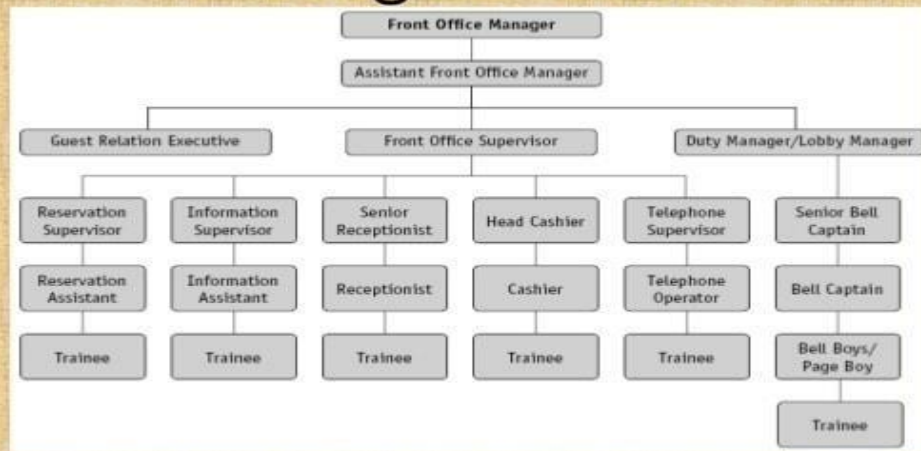 Front Office Manager
Assistant Front Office Manager
Guest Relation Executive
Front Office Supervisor
Duty Manager/Lobby Manager
Reservation
Supervisor
Information
Supervisor
Senior
Receptionist
Head Cashier
Telephone
Supervisor
Senior Bell
Captain
Reservation
Assistant
Information
Assistant
Receptionist
Cashier
Telephone
Operator
Bell Captain
Trainee
Trainee
Trainee
Trainee
Trainee
Bell Boys/
Page Boy
Trainee